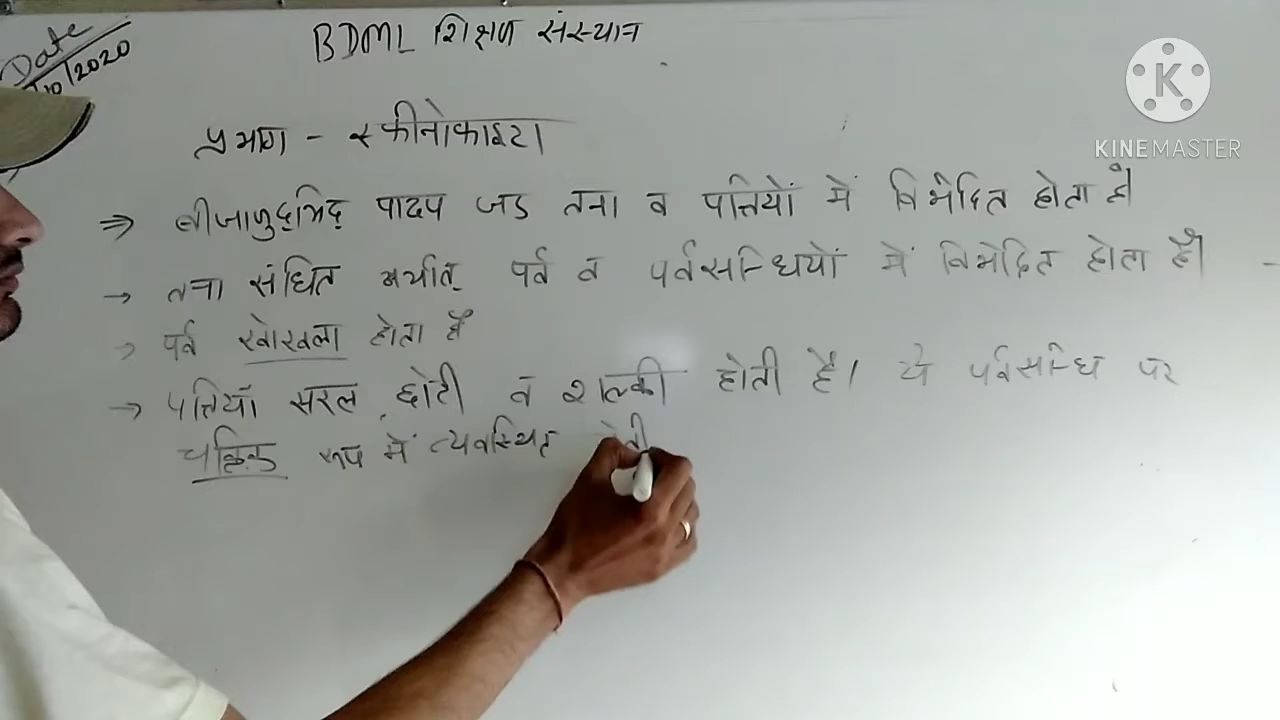 BDML शिक्षण संस्थान
Date
/10/2020
KINEMASTER
प्रभाग - स्फीनोकाइटा
⇒ बीजाणुद्भिद् पादप जड तना व पत्तियों में विभेदित होता है।
→ तना संधित अर्थात् पर्व व पर्वसन्धियों में विभेदित होता है।
→ पर्व खोखला होता है
→ पत्तियाँ सरल, छोटी व शल्की होती है। ये पर्वसन्धि पर
चक्रिक रूप में व्यवस्थित